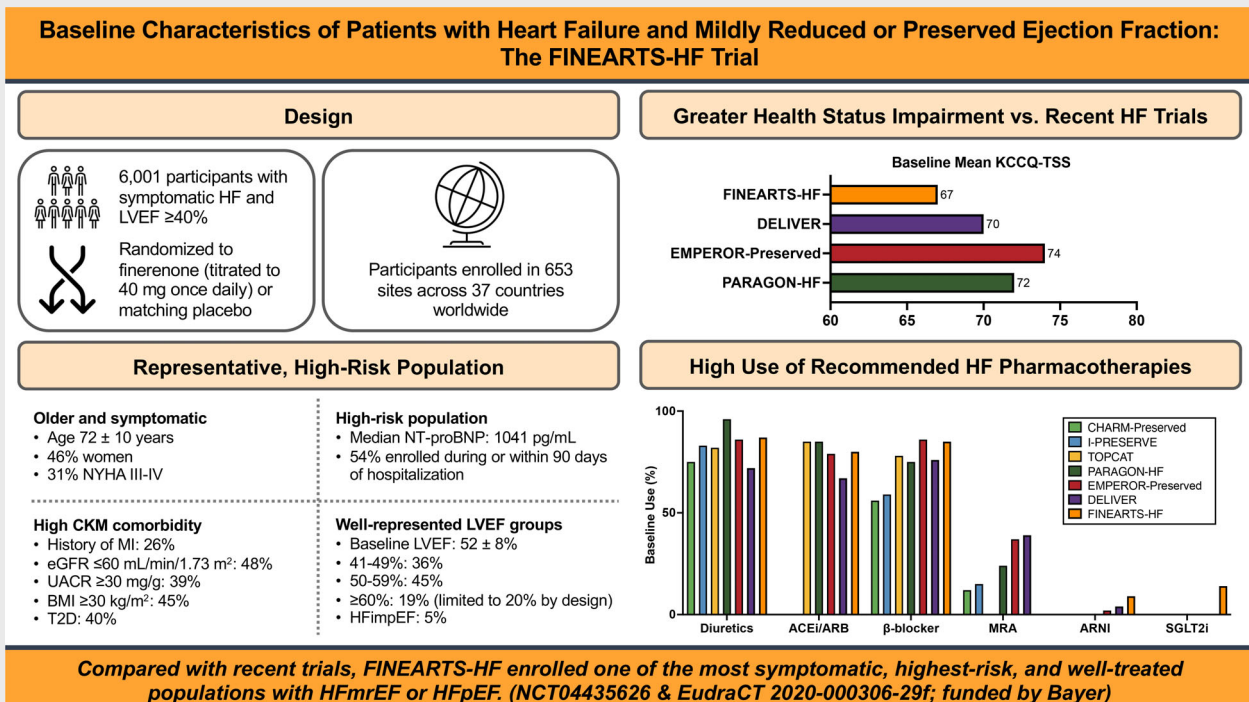 Baseline Characteristics of Patients with Heart Failure and Mildly Reduced or Preserved Ejection Fraction:
The FINEARTS-HF Trial
Design
6,001 participants with
symptomatic HF and
LVEF ≥40%
Randomized to
finerenone (titrated to
40 mg once daily) or
matching placebo
Participants enrolled in 653
sites across 37 countries
worldwide
Greater Health Status Impairment vs. Recent HF Trials
Baseline Mean KCCQ-TSS
FINEARTS-HF 67
DELIVER 70
EMPEROR-Preserved 74
PARAGON-HF 72
60 65 70 75 80
Representative, High-Risk Population
Older and symptomatic
• Age 72 ± 10 years
• 46% women
• 31% NYHA III-IV
High-risk population
• Median NT-proBNP: 1041 pg/mL
• 54% enrolled during or within 90 days
of hospitalization
High CKM comorbidity
• History of MI: 26%
• eGFR ≤60 mL/min/1.73 m²: 48%
• UACR ≥30 mg/g: 39%
• BMI ≥30 kg/m²: 45%
• T2D: 40%
Well-represented LVEF groups
• Baseline LVEF: 52 ± 8%
• 41-49%: 36%
• 50-59%: 45%
• ≥60%: 19% (limited to 20% by design)
• HFimpEF: 5%
High Use of Recommended HF Pharmacotherapies
Baseline Use (%)
100
50
0
CHARM-Preserved
I-PRESERVE
TOPCAT
PARAGON-HF
EMPEROR-Preserved
DELIVER
FINEARTS-HF
Diuretics ACEi/ARB β-blocker MRA ARNI SGLT2i
Compared with recent trials, FINEARTS-HF enrolled one of the most symptomatic, highest-risk, and well-treated
populations with HFmrEF or HFpEF. (NCT04435626 & EudraCT 2020-000306-29f; funded by Bayer)